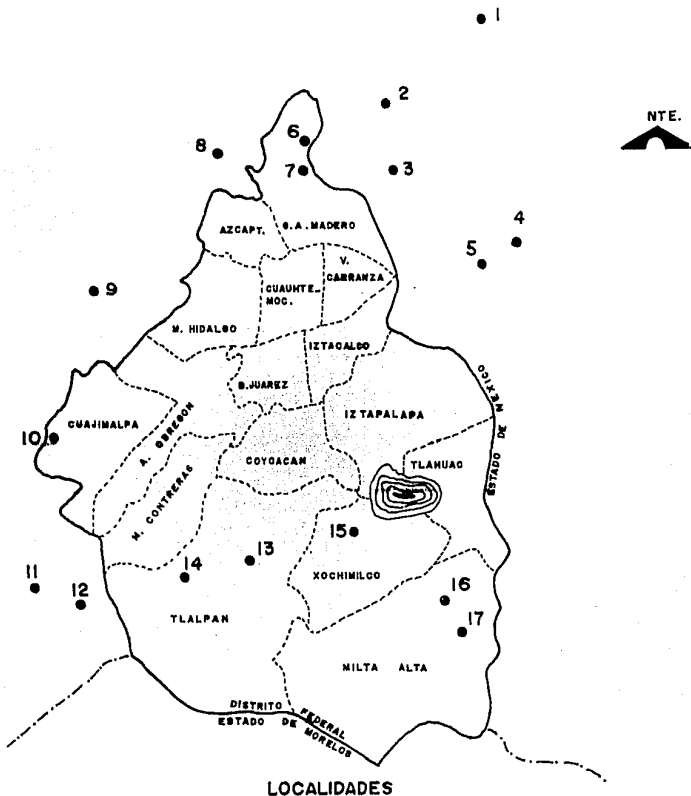 1
2
NTE.
6
8
7
3
4
AZCAPT.
G.A. MADERO
5
V.
CARRANZA
CUAUHTE-
MOC.
9
M. HIDALGO
IZTACALCO
B. JUAREZ
ESTADO DE MEXICO
IZTAPALAPA
CUAJIMALPA
A. OBREGON
10
COYOACAN
TLAHUAC
M. CONTRERAS
15
13
14
11
12
XOCHIMILCO
16
17
TLALPAN
MILTA ALTA
DISTRITO FEDERAL
ESTADO DE MORELOS
LOCALIDADES